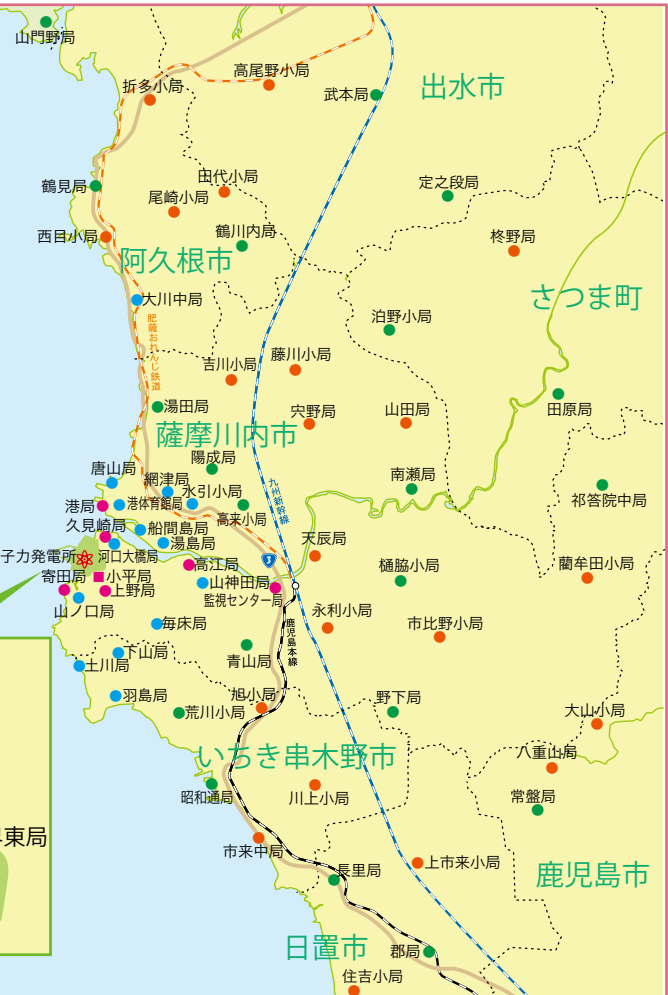 山門野局
高尾野小局
折多小局
武本局
出水市
鶴見局
田代小局
尾崎小局
定之段局
西目小局
鶴川内局
柊野局
阿久根市
大川中局
さつま町
肥薩おれんじ鉄道
泊野小局
藤川小局
吉川小局
湯田局
宍野局
山田局
田原局
薩摩川内市
陽成局
唐山局
網津局
九州新幹線
南瀬局
祁答院中局
港局
港体育館局
水引小局
高来小局
久見崎局
船間島局
子力発電所
河口大橋局
湯島局
3
天辰局
寄田局
小平局
高江局
樋脇小局
藺牟田小局
上野局
山神田局
監視センター局
山ノ口局
永利小局
市比野小局
毎床局
鹿児島本線
下山局
青山局
土川局
羽島局
旭小局
荒川小局
野下局
大山小局
いちき串木野市
八重山局
昭和通局
川上小局
常盤局
東局
市来中局
長里局
上市来小局
鹿児島市
日置市
郡局
住吉小局